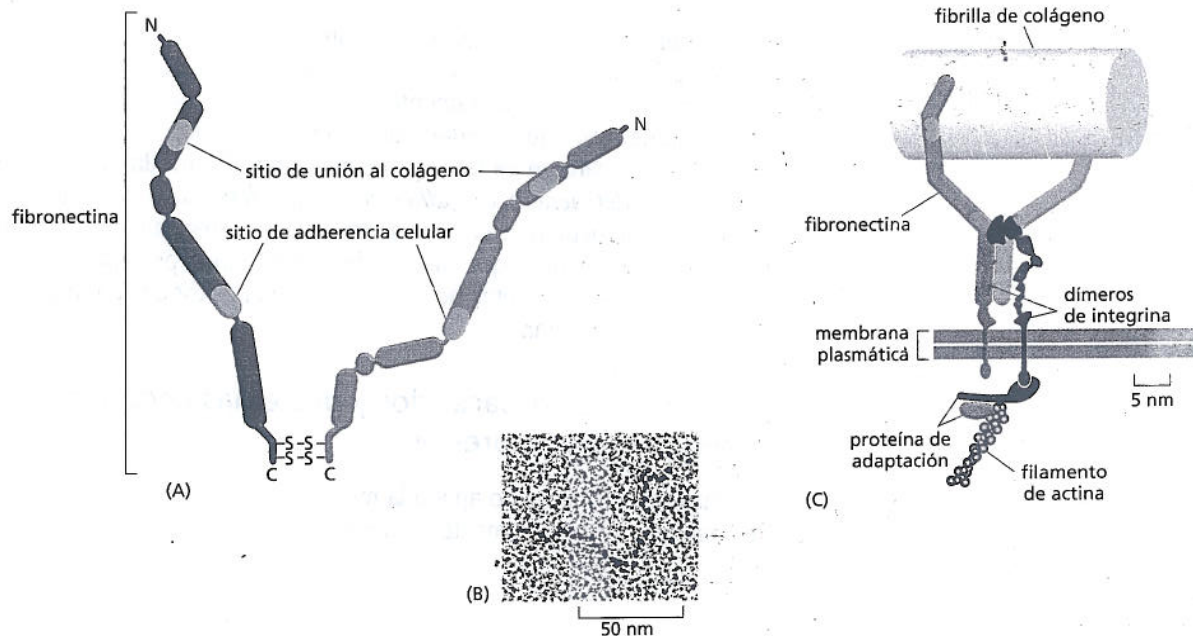 N
N
sitio de unión al colágeno
fibronectina
sitio de adherencia celular
S
S
S
S
C
C
(A)
(B)
50 nm
fibrilla de colágeno
fibronectina
dímeros
de integrina
membrana
plasmática
5 nm
proteína de
adaptación
filamento
de actina
(C)